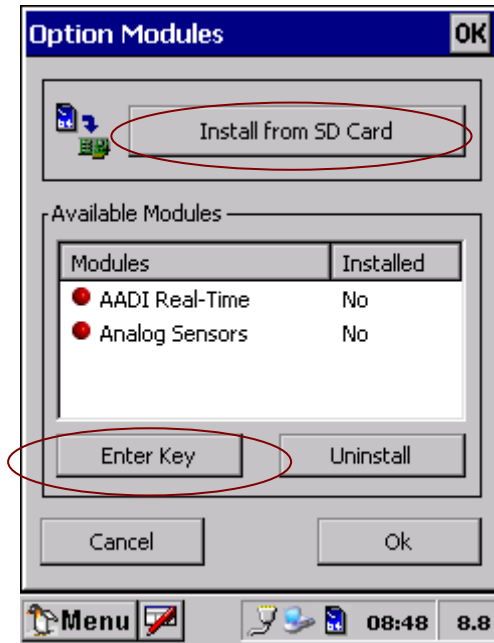 Option Modules OK
Install from SD Card
Available Modules
Modules Installed
AADI Real-Time No
Analog Sensors No
Enter Key Uninstall
Cancel Ok
Menu 08:48 8.8